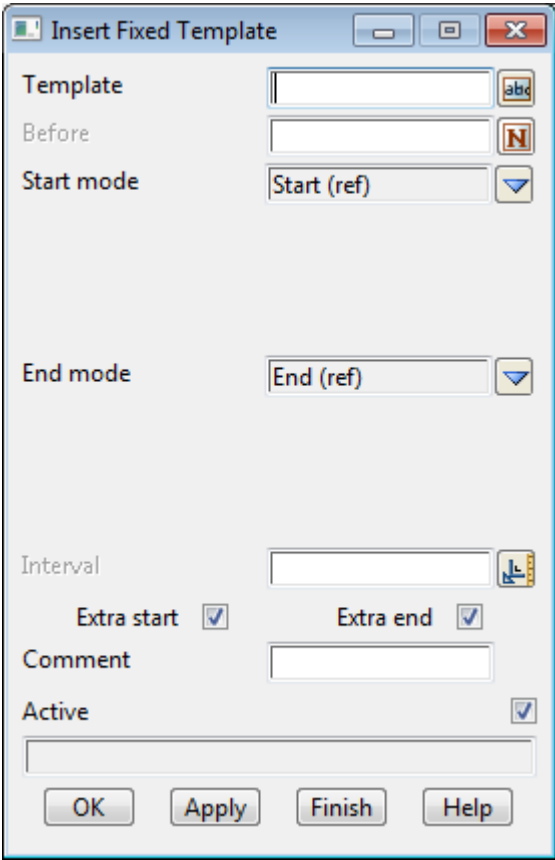 Insert Fixed Template
Template
abc
Before
N
Start mode Start (ref)
End mode End (ref)
Interval
Extra start Extra end
Comment
Active
OK Apply Finish Help